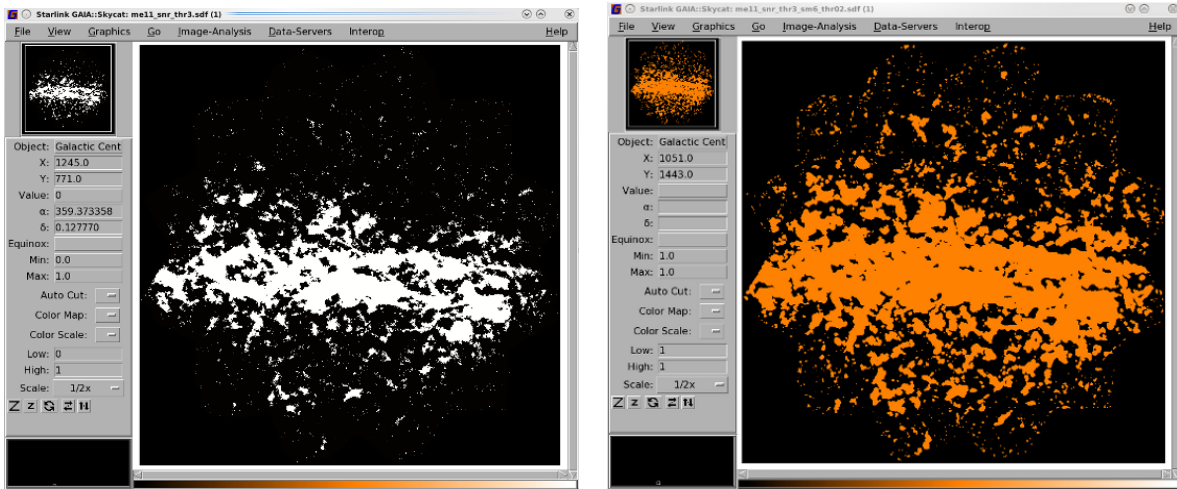 Starlink GAIA::Skycat: me11_snr_thr3.sdf (1)
File View Graphics Go Image-Analysis Data-Servers Interop Help
Object: Galactic Cent
X: 1245.0
Y: 771.0
Value: 0
α: 359.373358
δ: 0.127770
Equinox:
Min: 0.0
Max: 1.0
Auto Cut:
Color Map:
Color Scale:
Low: 0
High: 1
Scale: 1/2x
Z z
Starlink GAIA::Skycat: me11_snr_thr3_sm6_thr02.sdf (1)
File View Graphics Go Image-Analysis Data-Servers Interop Help
Object: Galactic Cent
X: 1051.0
Y: 1443.0
Value:
α:
δ:
Equinox:
Min: 1.0
Max: 1.0
Auto Cut:
Color Map:
Color Scale:
Low: 1
High: 1
Scale: 1/2x
Z z